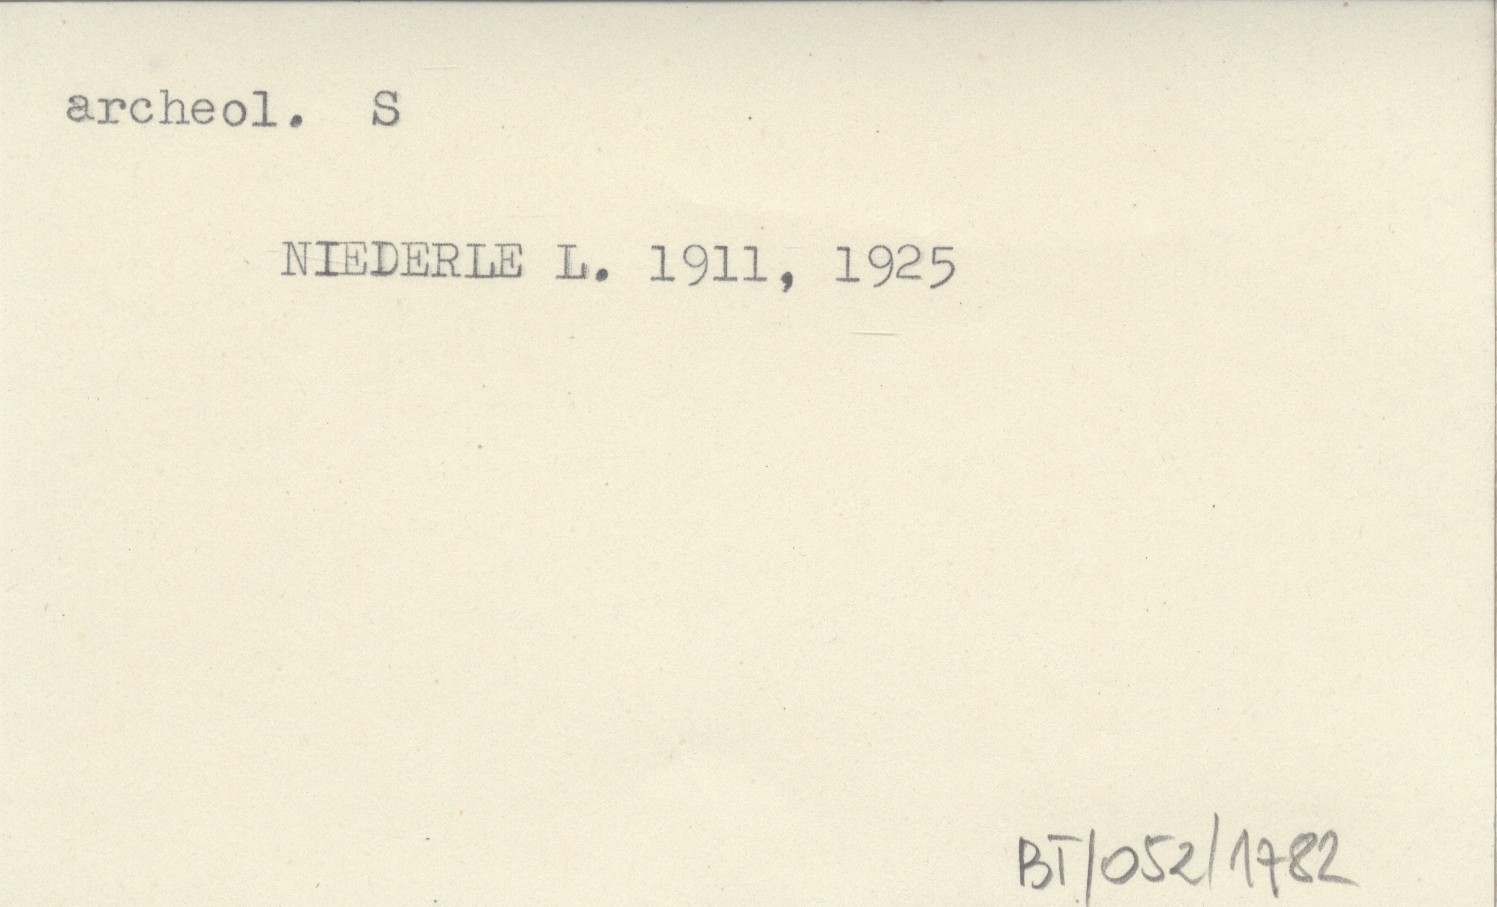 archeol. S
NIEDERLE L. 1911, 1925
BT/052/1782